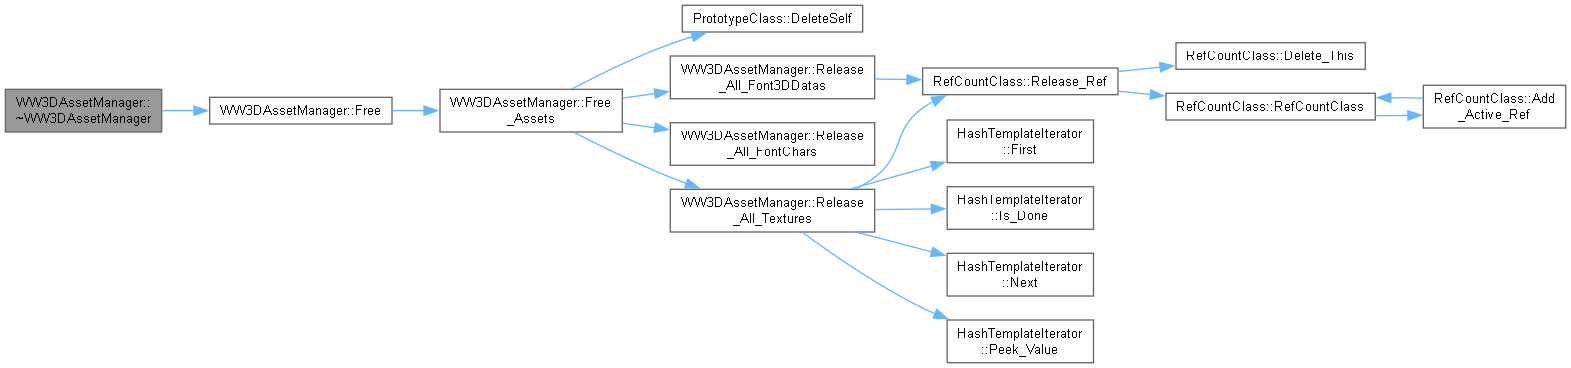 WW3DAssetManager::
~WW3DAssetManager
WW3DAssetManager::Free
WW3DAssetManager::Free
_Assets
PrototypeClass::DeleteSelf
WW3DAssetManager::Release
_All_Font3DDatas
WW3DAssetManager::Release
_All_FontChars
WW3DAssetManager::Release
_All_Textures
RefCountClass::Release_Ref
HashTemplateIterator
::First
HashTemplateIterator
::Is_Done
HashTemplateIterator
::Next
HashTemplateIterator
::Peek_Value
RefCountClass::Delete_This
RefCountClass::RefCountClass
RefCountClass::Add
_Active_Ref